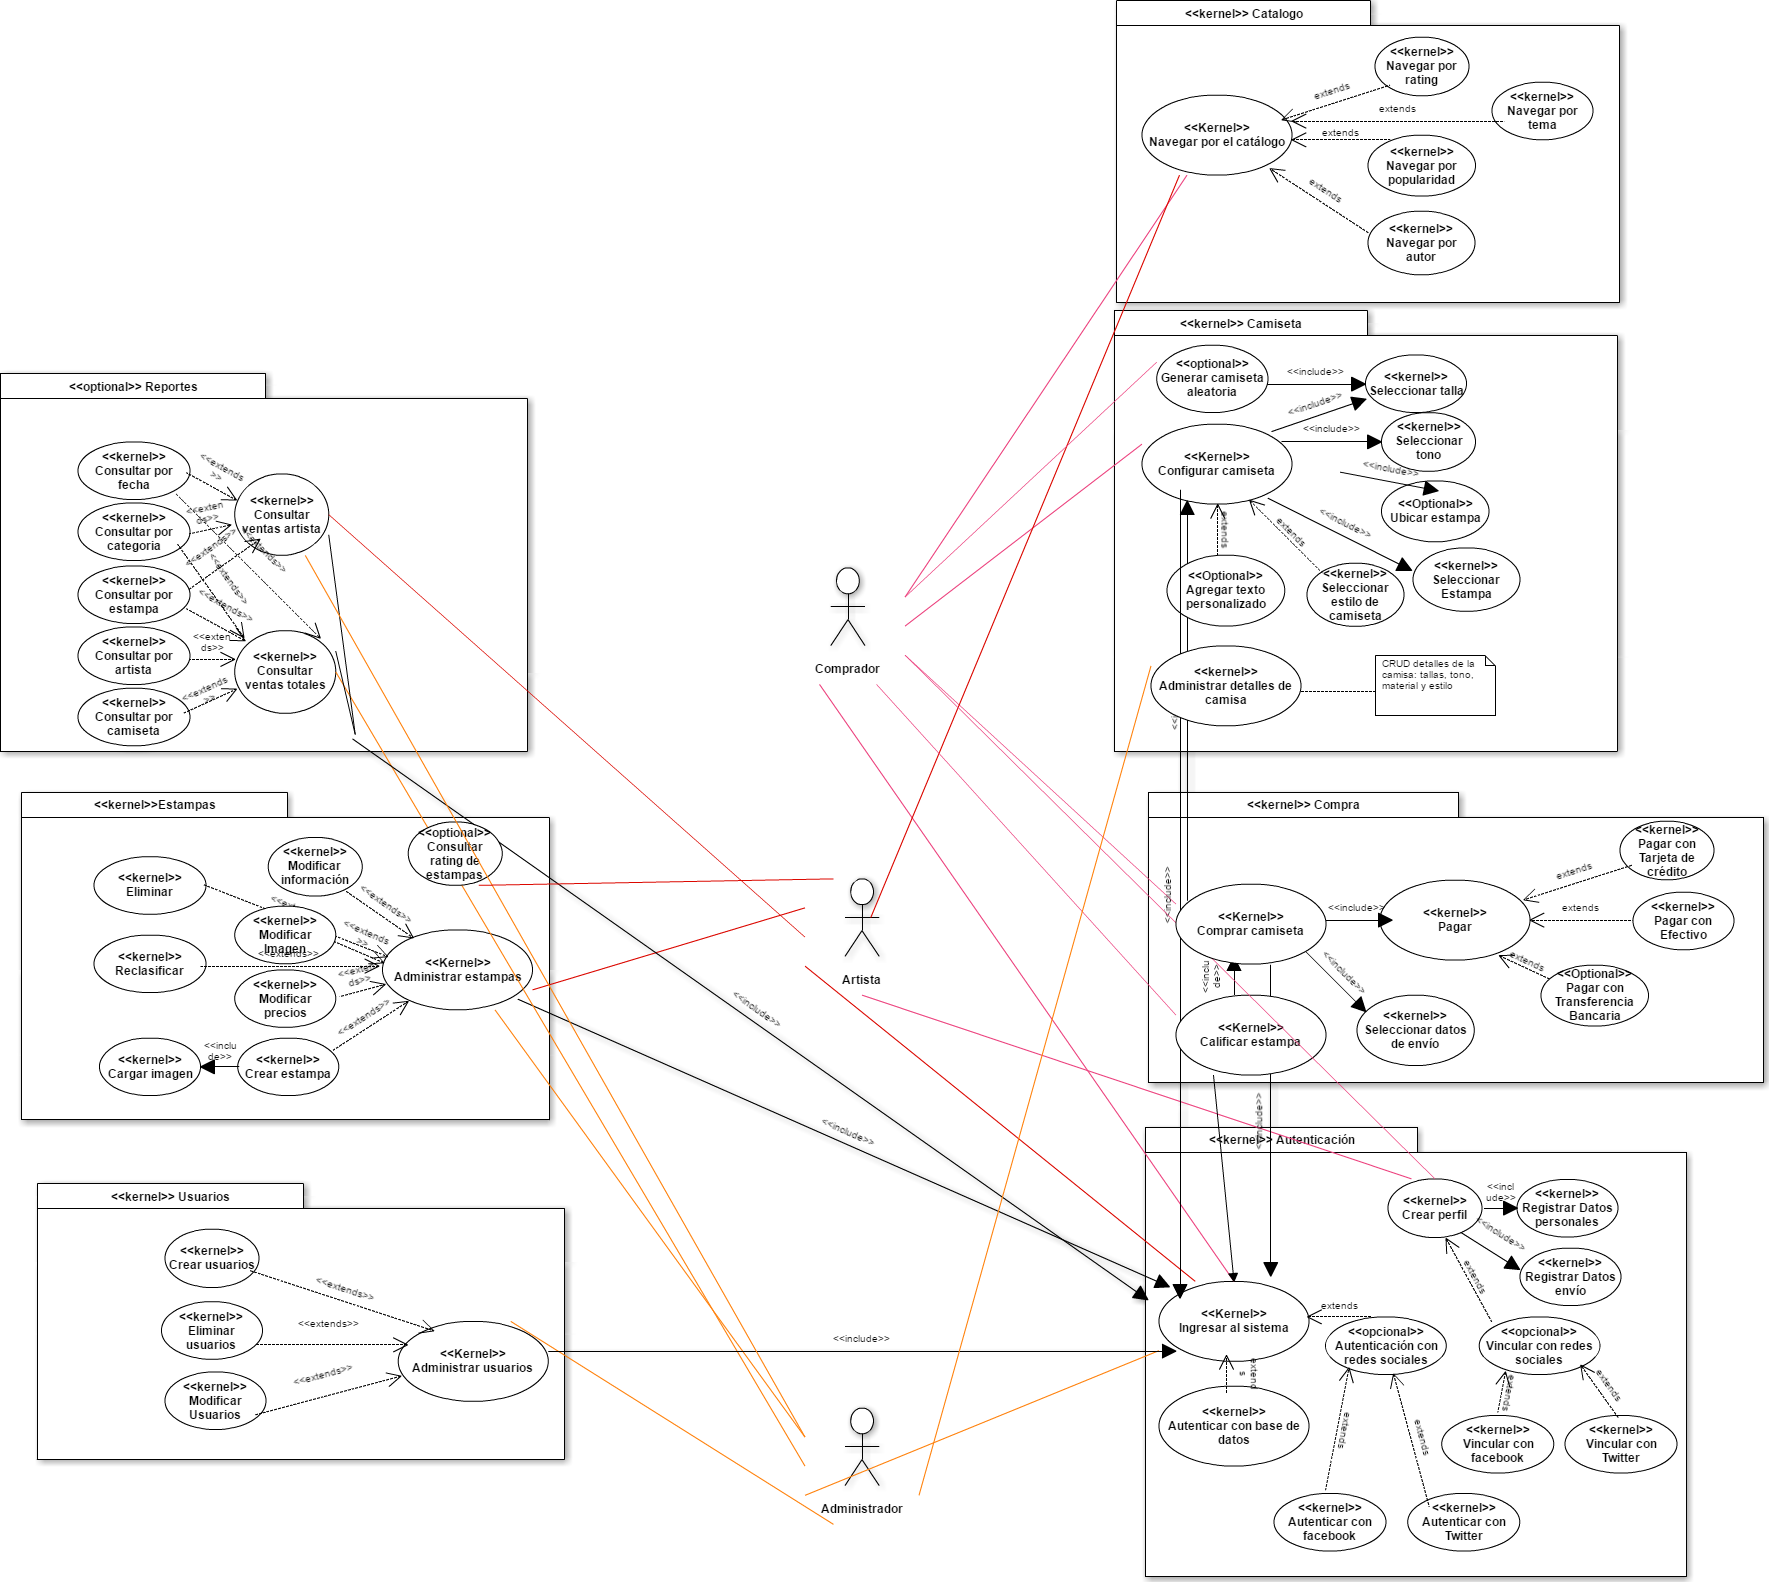 <<kernel>> Catalogo
<<kernel>>
Navegar por
rating
<<kernel>>
Navegar por
tema
<<Kernel>>
Navegar por el catálogo
<<kernel>>
Navegar por
popularidad
<<kernel>>
Navegar por
autor
extends
extends
extends
extends
<<kernel>> Camiseta
<<optional>>
Generar camiseta
aleatoria
<<include>>
<<kernel>>
Seleccionar talla
<<include>>
<<include>>
<<kernel>>
Seleccionar
tono
<<Kernel>>
Configurar camiseta
<<include>>
<<Optional>>
Ubicar estampa
<<include>>
extends
extends
<<Optional>>
Agregar texto
personalizado
<<kernel>>
Seleccionar
estilo de
camiseta
<<kernel>>
Seleccionar
Estampa
<<kernel>>
Administrar detalles de
camisa
CRUD detalles de la
camisa: tallas, tono,
material y estilo
<<optional>> Reportes
<<kernel>>
Consultar por
fecha
<<kernel>>
Consultar por
categoria
<<kernel>>
Consultar por
estampa
<<kernel>>
Consultar por
artista
<<kernel>>
Consultar por
camiseta
<<extends
>>
<<exten
ds>>
<<extends>>
<<extends>>
<<extends>>
<<extends>>
<<exten
ds>>
<<extends
>>
<<kernel>>
Consultar
ventas artista
<<kernel>>
Consultar
ventas totales
Comprador
<<kernel>>Estampas
<<optional>>
Consultar
rating de
estampas
<<kernel>>
Modificar
información
<<kernel>>
Eliminar
<<kernel>>
Modificar
Imagen
<<kernel>>
Reclasificar
<<kernel>>
Modificar
precios
<<Kernel>>
Administrar estampas
<<kernel>>
Cargar imagen
<<inclu
de>>
<<kernel>>
Crear estampa
<<extends>>
<<extends
>>
<<extends>>
ds>>
<<extends>>
Artista
<<include>>
<<include>>
<<kernel>> Compra
<<kernel>>
Pagar con
Tarjeta de
crédito
<<kernel>>
Pagar con
Efectivo
<<Optional>>
Pagar con
Transferencia
Bancaria
<<kernel>>
Pagar
extends
extends
extends
<<Kernel>>
Comprar camiseta
<<include>>
<<include>>
<<include>>
<<inclu
de>>
<<Kernel>>
Calificar estampa
<<kernel>>
Seleccionar datos
de envío
<<include>>
<<kernel>> Usuarios
<<kernel>>
Crear usuarios
<<kernel>>
Eliminar
usuarios
<<kernel>>
Modificar
Usuarios
<<extends>>
<<extends>>
<<extends>>
<<Kernel>>
Administrar usuarios
<<include>>
Administrador
<<kernel>> Autenticación
<<kernel>>
Crear perfil
<<incl
ude>>
<<kernel>>
Registrar Datos
personales
<<include>>
<<kernel>>
Registrar Datos
envío
<<Kernel>>
Ingresar al sistema
extends
extends
<<opcional>>
Autenticación con
redes sociales
<<opcional>>
Vincular con redes
sociales
extend
s
<<kernel>>
Autenticar con base de
datos
extends
extends
extends
extends
<<kernel>>
Vincular con
facebook
<<kernel>>
Vincular con
Twitter
<<kernel>>
Autenticar con
facebook
<<kernel>>
Autenticar con
Twitter